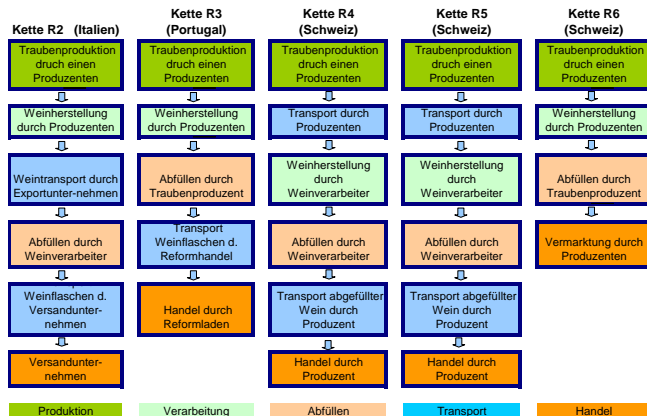 Kette R2 (Italien)
Traubenproduktion
druch einen
Produzenten
Weinherstellung
durch Produzenten
Weintransport durch
Exportunter-nehmen
Abfüllen durch
Weinverarbeiter
Weinflaschen d.
Versandunter-
nehmen
Versandunter-
nehmen
Kette R3
(Portugal)
Traubenproduktion
druch einen
Produzenten
Weinherstellung
durch Produzenten
Abfüllen durch
Traubenproduzent
Transport
Weinflaschen d.
Reformhandel
Handel durch
Reformladen
Kette R4
(Schweiz)
Traubenproduktion
druch einen
Produzenten
Transport durch
Produzenten
Weinherstellung
durch
Weinverarbeiter
Abfüllen durch
Weinverarbeiter
Transport abgefüllter
Wein durch
Produzent
Handel durch
Produzent
Kette R5
(Schweiz)
Traubenproduktion
druch einen
Produzenten
Transport durch
Produzenten
Weinherstellung
durch
Weinverarbeiter
Abfüllen durch
Weinverarbeiter
Transport abgefüllter
Wein durch
Produzent
Handel durch
Produzent
Kette R6
(Schweiz)
Traubenproduktion
druch einen
Produzenten
Weinherstellung
durch Produzenten
Abfüllen durch
Traubenproduzent
Vermarktung durch
Produzenten
Produktion
Verarbeitung
Abfüllen
Transport
Handel